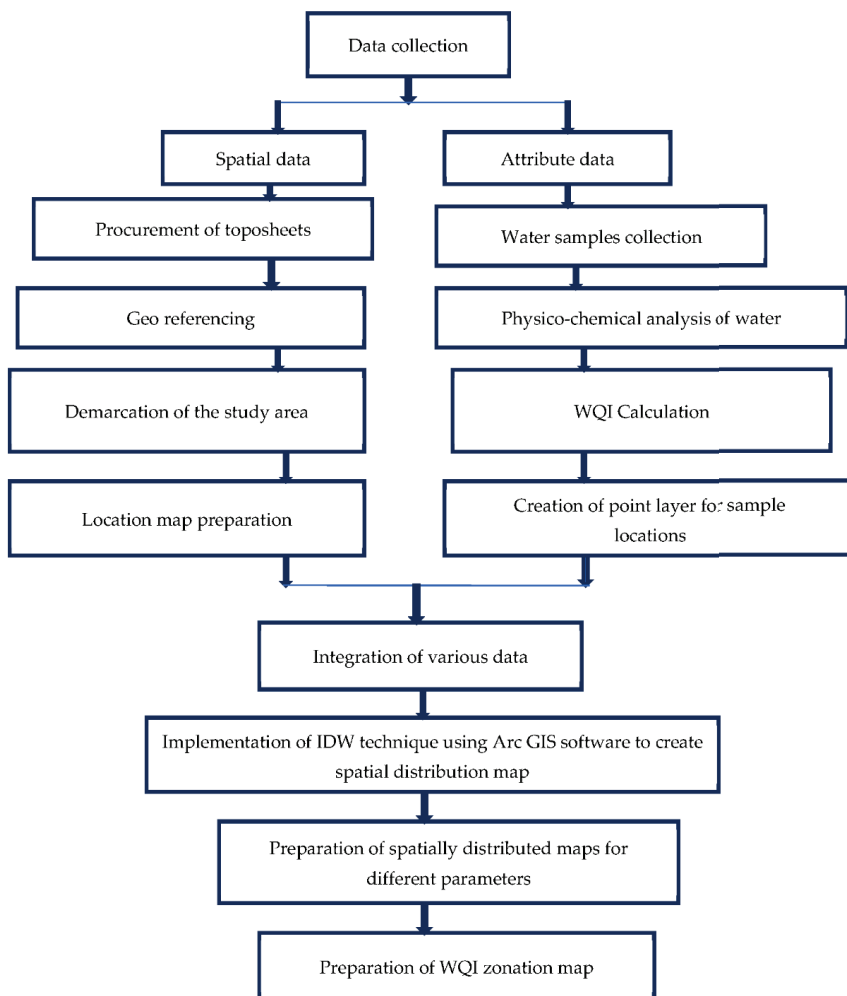 Data collection
Spatial data
Attribute data
Procurement of toposheets
Water samples collection
Geo referencing
Physico-chemical analysis of water
Demarcation of the study area
WQI Calculation
Location map preparation
Creation of point layer for sample
locations
Integration of various data
Implementation of IDW technique using Arc GIS software to create
spatial distribution map
Preparation of spatially distributed maps for
different parameters
Preparation of WQI zonation map